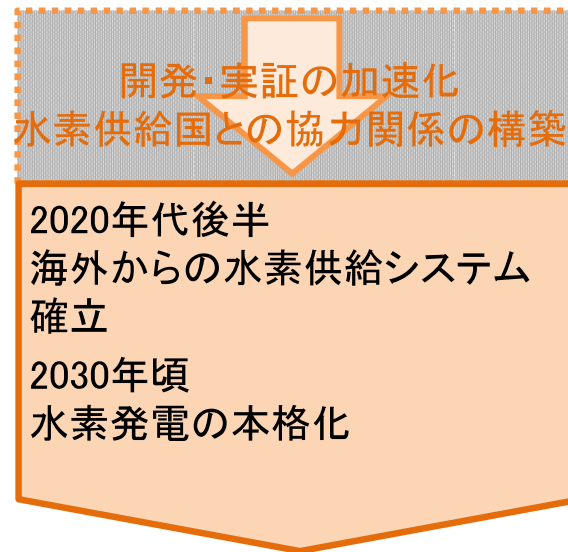 開発・実証の加速化
水素供給国との協力関係の構築
2020年代後半
海外からの水素供給システム
確立
2030年頃
水素発電の本格化